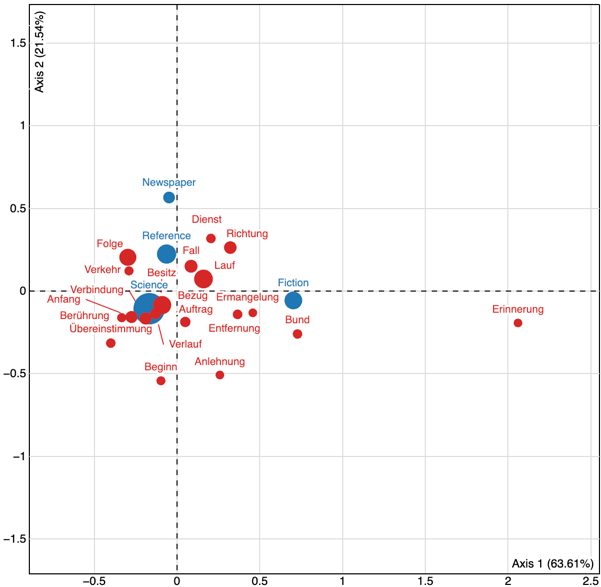 Axis 2 (21.54%)
1.5
1
0.5
0
−0.5
−1
−1.5
Newspaper
Dienst
Reference
Richtung
Folge
Fall
Verkehr
Besitz
Lauf
Science
Fiction
Verbindung
Bezug
Ermangelung
Anfang
Auftrag
Erinnerung
Berührung
Bund
Übereinstimmung
Entfernung
Verlauf
Beginn
Anlehnung
Axis 1 (63.61%)
−0.5
0
0.5
1
1.5
2
2.5